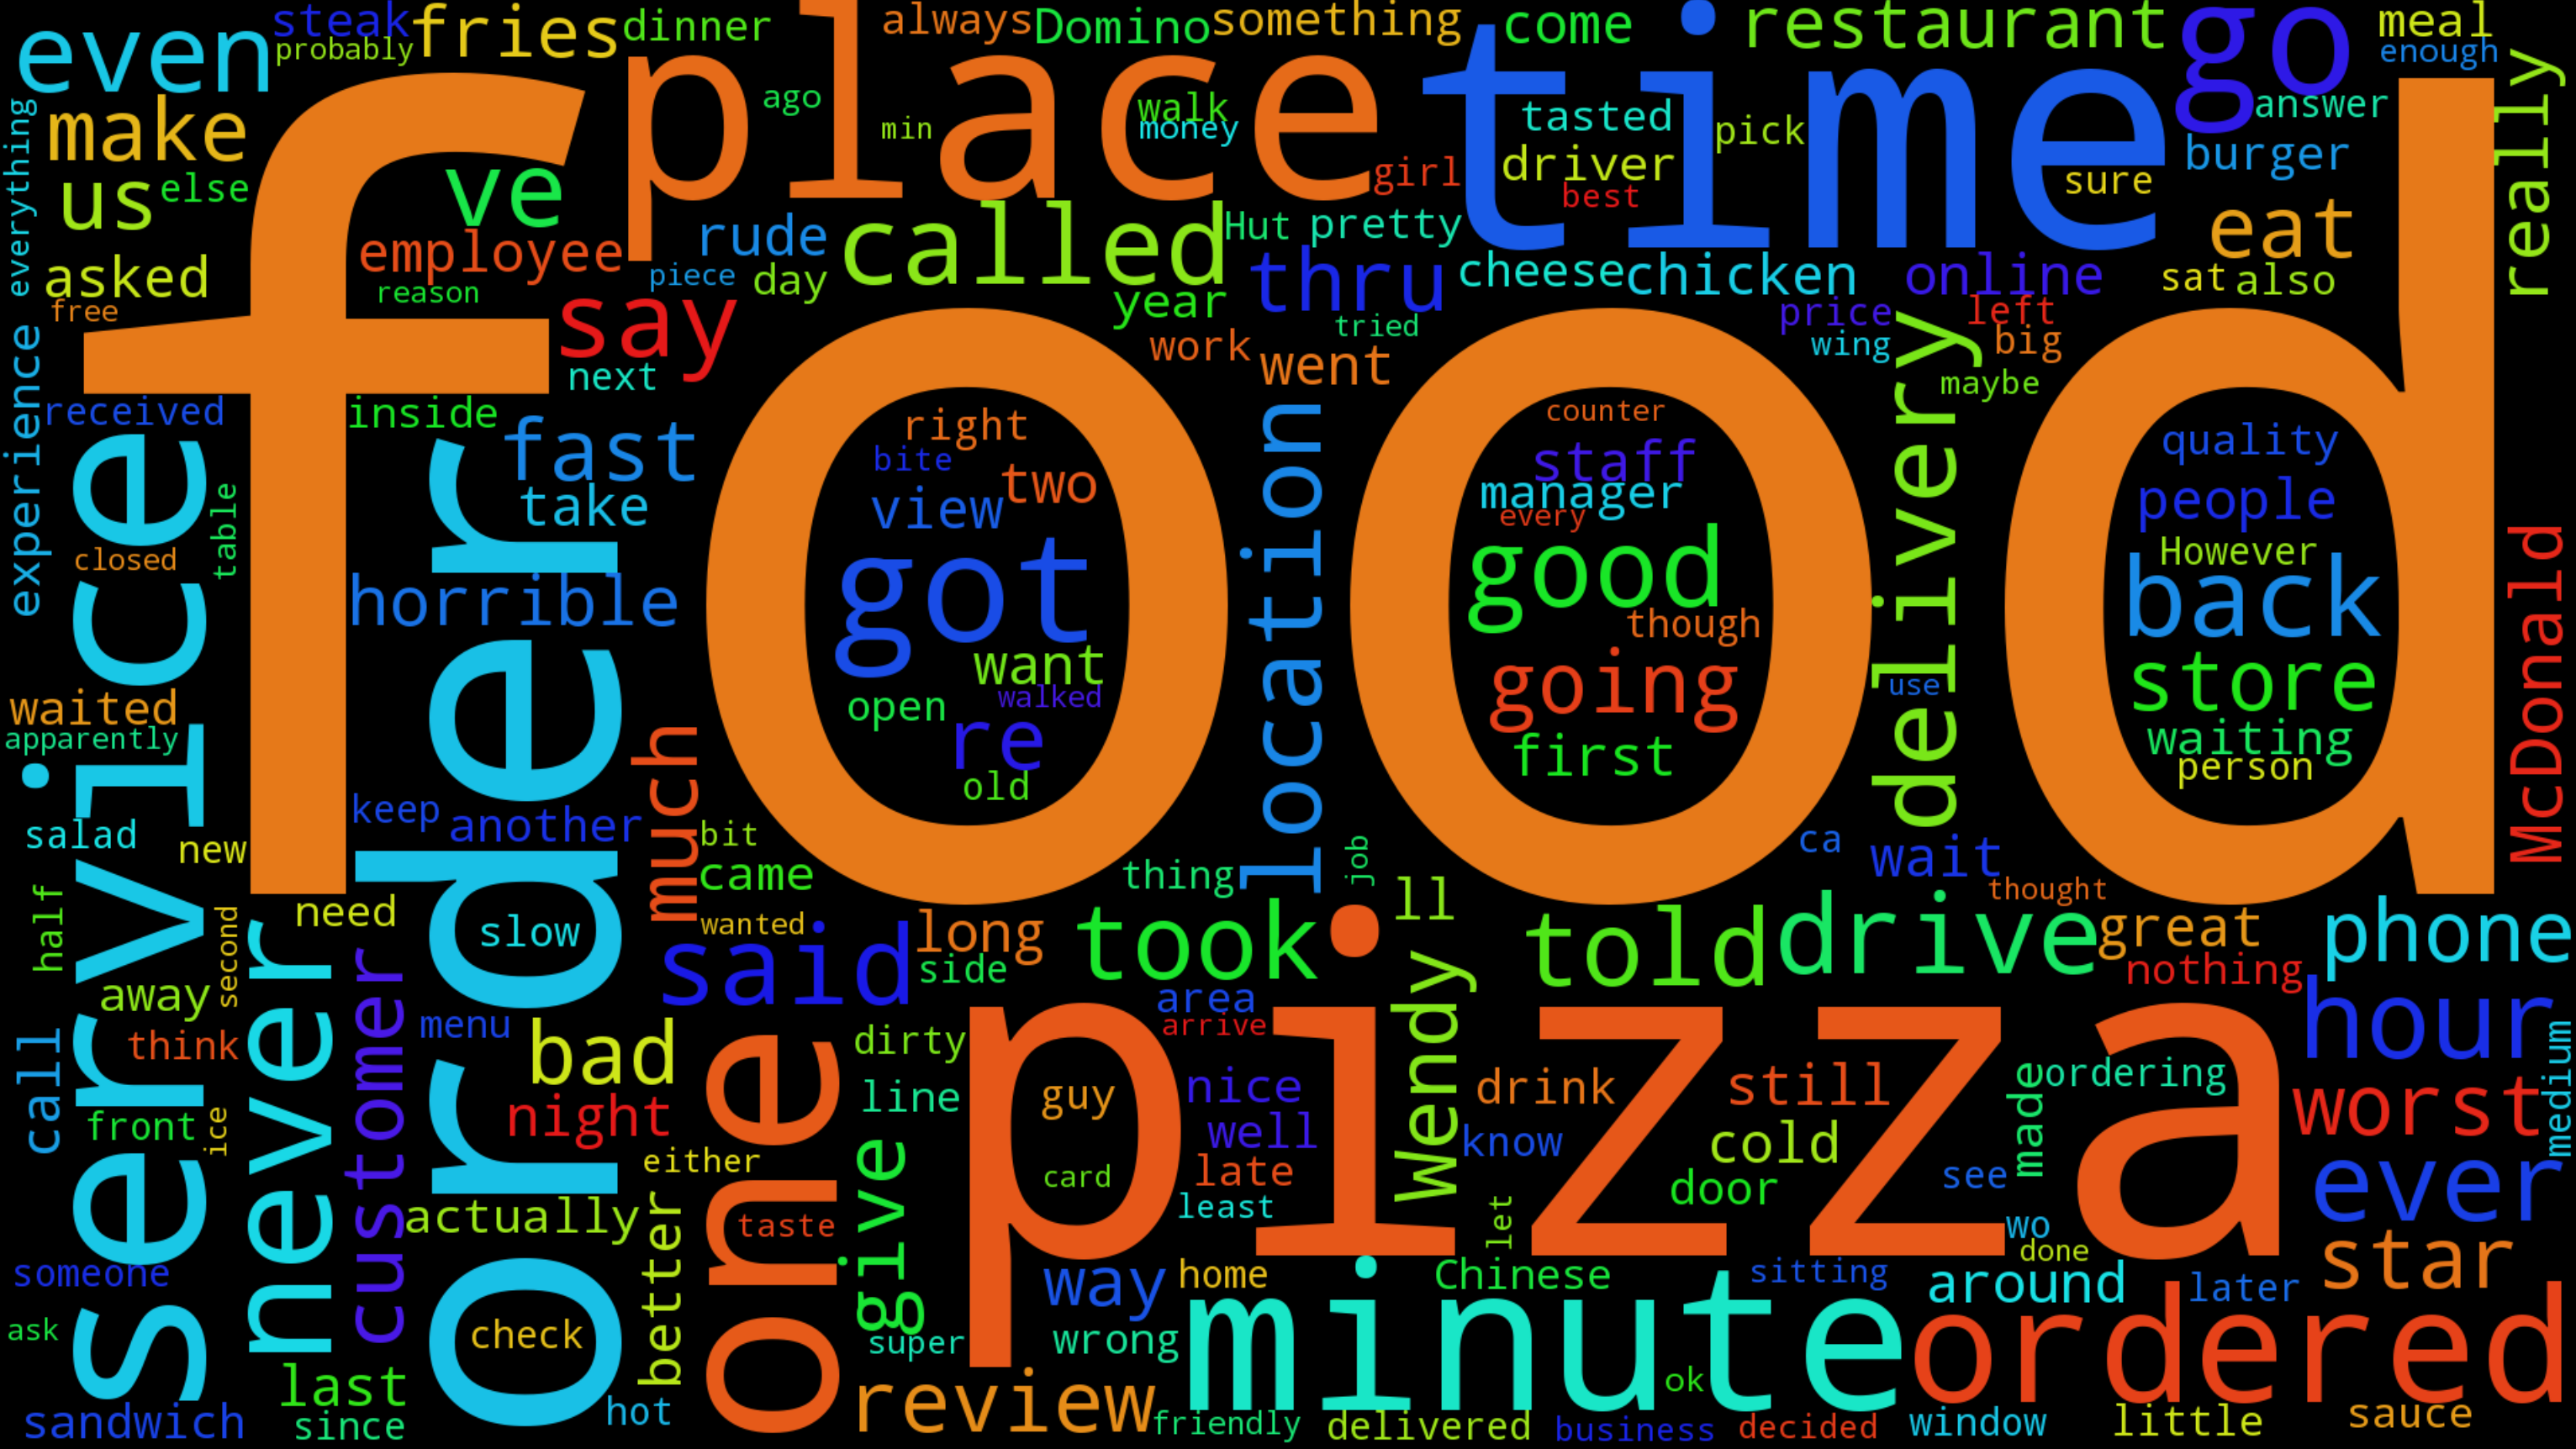 even
steak
probably
fries
dinner
always
Domino
something
come
restaurant
go
meal
enough
really
everything
make
us
else
asked
free
food
place
ago
min
walk
money
girl
time
tasted
driver
best
pick
sure
answer
burger
eat
sat
also
ve
employee
reason
rude
piece
day
called
Hut
pretty
year
thru
cheese
chicken
online
say
next
work
tried
went
price
wing
left
big
maybe
experience
received
inside
fast
take
table
closed
horrible
service
order
right
bite
two
view
got
want
walked
open
re
old
location
counter
staff
manager
every
good
though
going
first
delivery
use
quality
people
However
back
store
waiting
person
McDonald
waited
apparently
salad
new
keep
another
much
bit
came
thing
job
ca
wait
thought
half
second
need
slow
wanted
said
long
side
took
ll
told
drive
great
nothing
phone
away
never
customer
menu
bad
night
one
dirty
line
area
arrive
pizza
guy
card
nice
well
late
least
Wendy
drink
know
still
cold
door
let
made
ordering
see
wo
done
hour
worst
medium
ever
star
call
think
front
ice
either
actually
better
taste
give
super
someone
ask
check
way
home
wrong
Chinese
sitting
around
later
minute
ok
ordered
last
since
sandwich
hot
review
friendly
delivered
business
decided
window
little
sauce